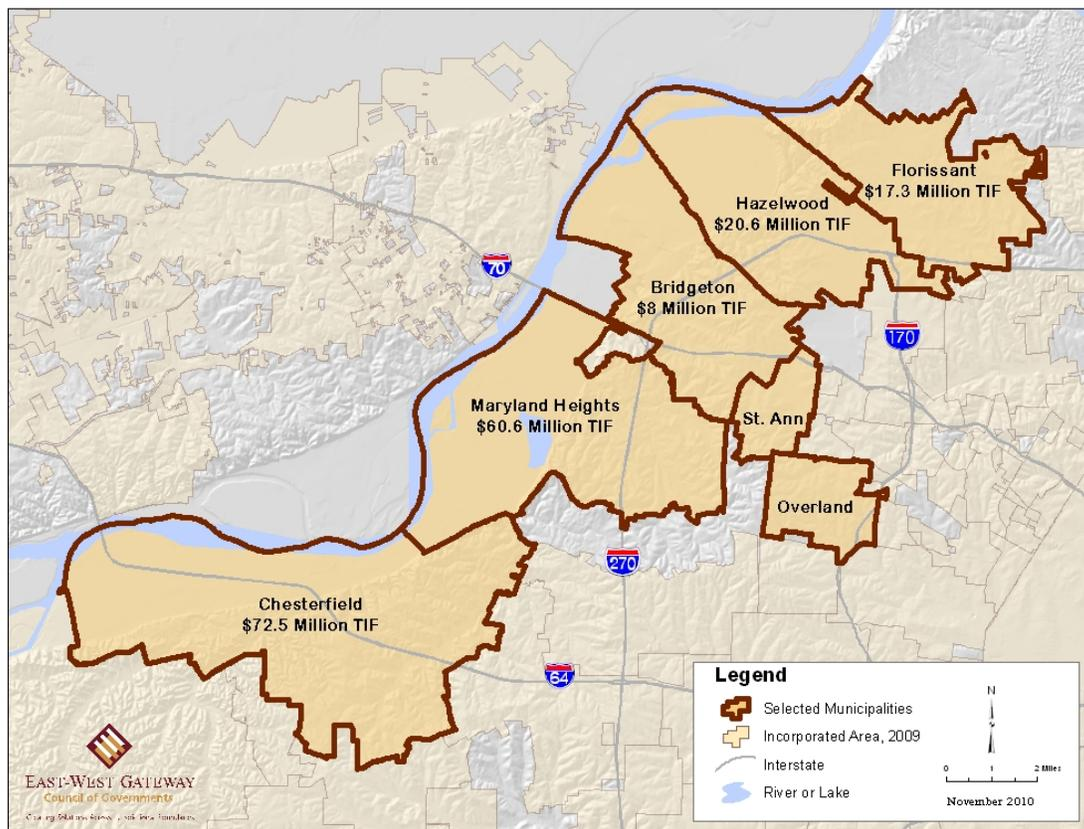 Florissant
$17.3 Million TIF
Hazelwood
$20.6 Million TIF
70
Bridgeton
$8 Million TIF
170
Maryland Heights
$60.6 Million TIF
St. Ann
Overland
270
Chesterfield
$72.5 Million TIF
64
Legend
Selected Municipalities
Incorporated Area, 2009
Interstate
River or Lake
N
0 1 2 Miles
November 2010
EAST-WEST GATEWAY
Council of Governments